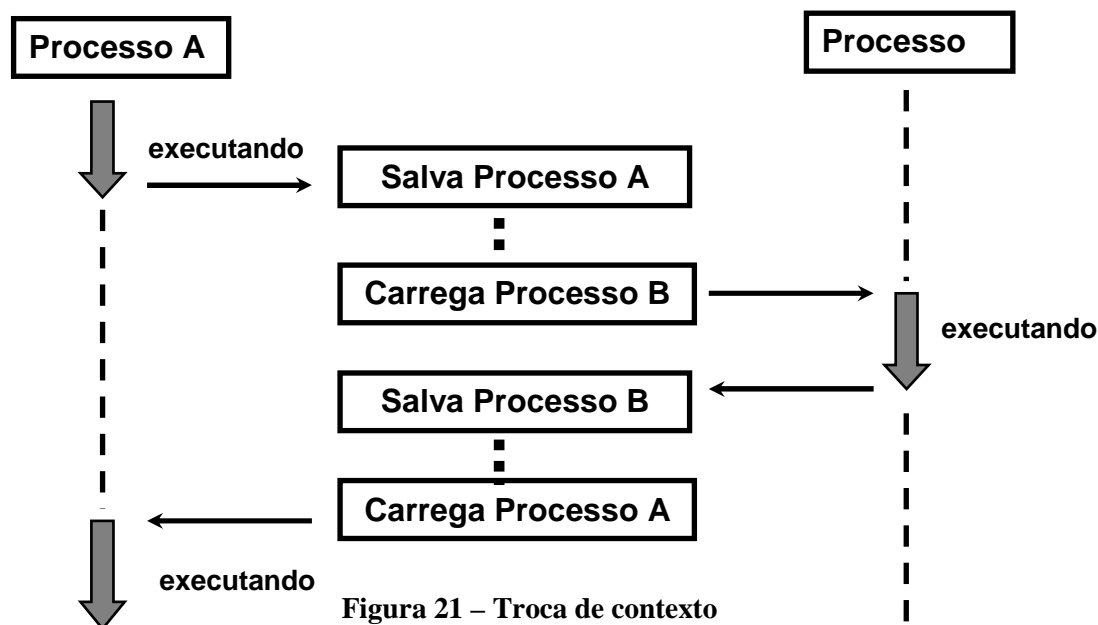 Processo A
Processo
executando
Salva Processo A
Carrega Processo B
executando
Salva Processo B
Carrega Processo A
executando
Figura 21 – Troca de contexto